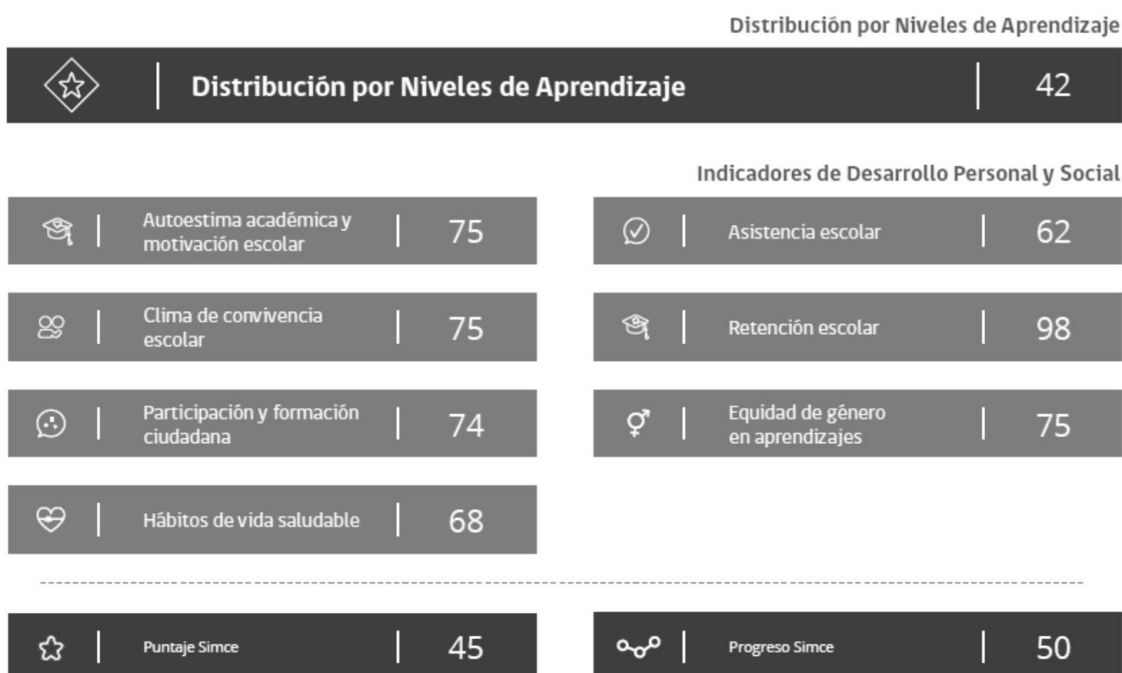 Distribución por Niveles de Aprendizaje
Distribución por Niveles de Aprendizaje 42
Indicadores de Desarrollo Personal y Social
Autoestima académica y
motivación escolar 75
Asistencia escolar 62
Clima de convivencia
escolar 75
Retención escolar 98
Participación y formación
ciudadana 74
Equidad de género
en aprendizajes 75
Hábitos de vida saludable 68
Puntaje Simce 45
Progreso Simce 50